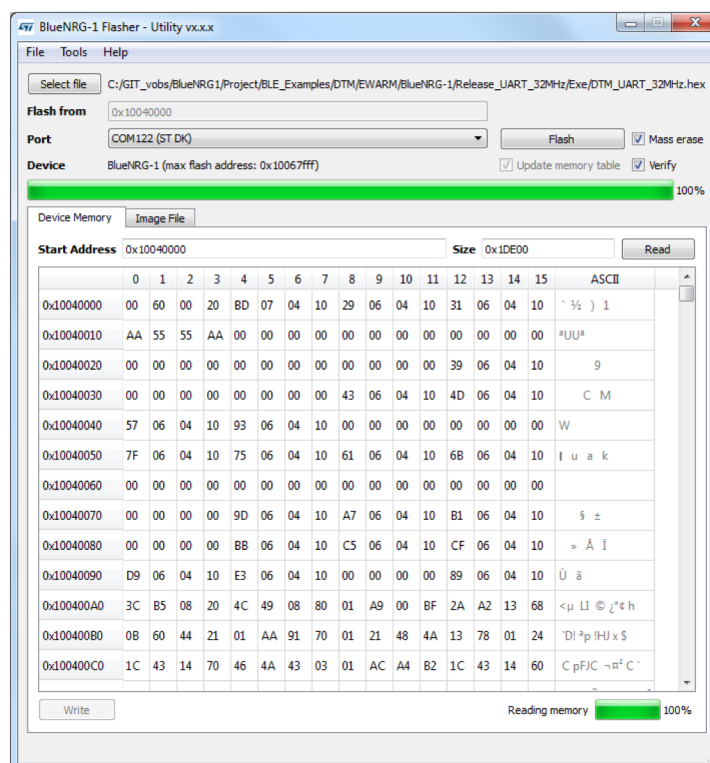 BlueNRG-1 Flasher - Utility vx.x.x
File Tools Help
Select file C:/GIT_vobs/BlueNRG1/Project/BLE_Examples/DTM/EWARM/BlueNRG-1/Release_UART_32MHz/Exe/DTM_UART_32MHz.hex
Flash from 0x10040000
Port COM122 (ST DK) Flash Mass erase
Device BlueNRG-1 (max flash address: 0x10067fff) Update memory table Verify
100%
Device Memory Image File
Start Address 0x10040000 Size 0x1DE00 Read
0 1 2 3 4 5 6 7 8 9 10 11 12 13 14 15 ASCII
0x10040000 00 60 00 20 BD 07 04 10 29 06 04 10 31 06 04 10 ` ½ ) 1
0x10040010 AA 55 55 AA 00 00 00 00 00 00 00 00 00 00 00 00 ªUUª
0x10040020 00 00 00 00 00 00 00 00 00 00 00 00 39 06 04 10 9
0x10040030 00 00 00 00 00 00 00 00 43 06 04 10 4D 06 04 10 C M
0x10040040 57 06 04 10 93 06 04 10 00 00 00 00 00 00 00 00 W
0x10040050 7F 06 04 10 75 06 04 10 61 06 04 10 6B 06 04 10 u a k
0x10040060 00 00 00 00 00 00 00 00 00 00 00 00 00 00 00 00
0x10040070 00 00 00 00 9D 06 04 10 A7 06 04 10 B1 06 04 10 § ±
0x10040080 00 00 00 00 BB 06 04 10 C5 06 04 10 CF 06 04 10 » Å Ï
0x10040090 D9 06 04 10 E3 06 04 10 00 00 00 00 89 06 04 10 Ù ã
0x100400A0 3C B5 08 20 4C 49 08 80 01 A9 00 BF 2A A2 13 68 <µ LI © ¿*¢ h
0x100400B0 0B 60 44 21 01 AA 91 70 01 21 48 4A 13 78 01 24 `D! ªp !HJ x $
0x100400C0 1C 43 14 70 46 4A 43 03 01 AC A4 B2 1C 43 14 60 C pFJC ¬¤² C `
Write Reading memory 100%